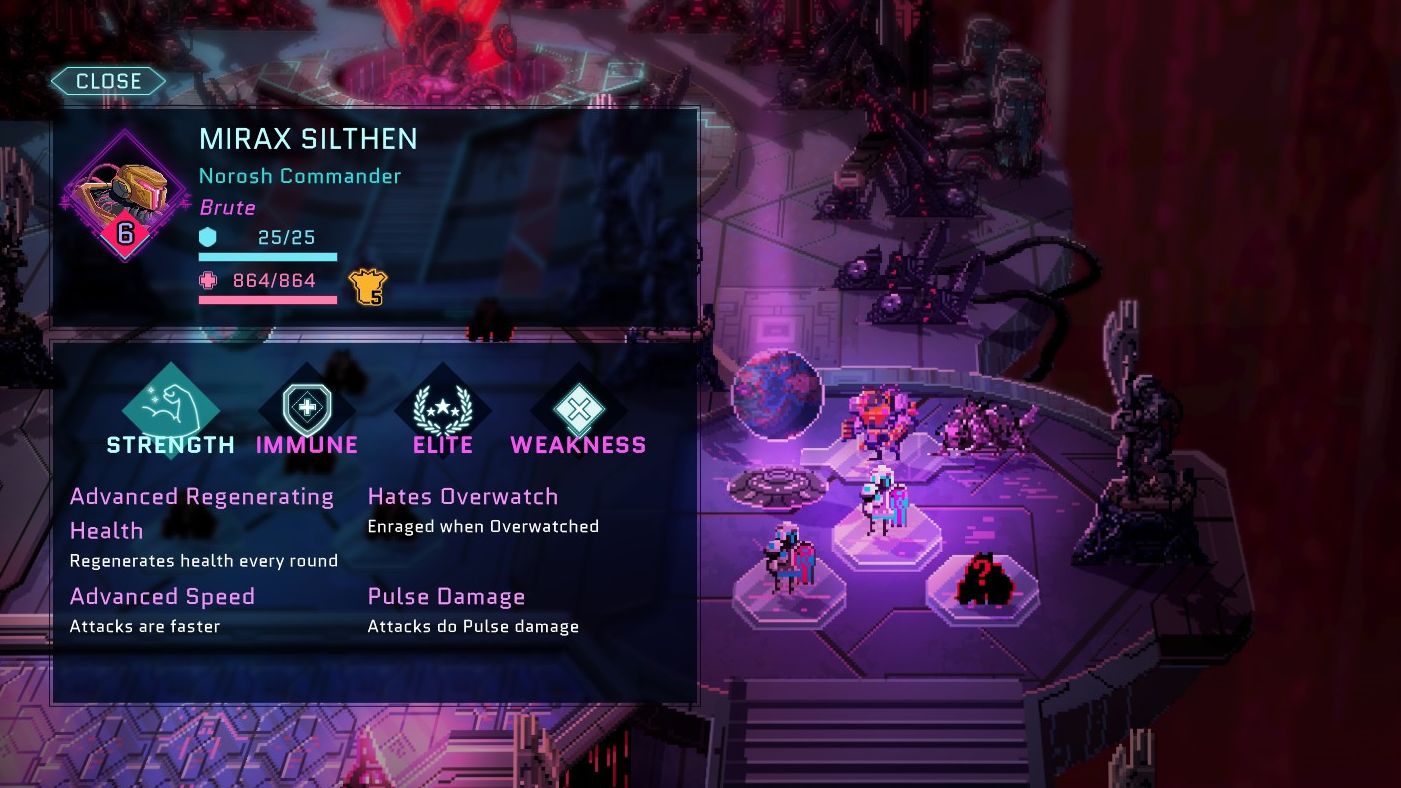 CLOSE
MIRAX SILTHEN
Norosh Commander
Brute
6
25/25
864/864
5
STRENGTH IMMUNE ELITE WEAKNESS
Advanced Regenerating
Health
Regenerates health every round
Hates Overwatch
Enraged when Overwatched
Advanced Speed
Attacks are faster
Pulse Damage
Attacks do Pulse damage
?